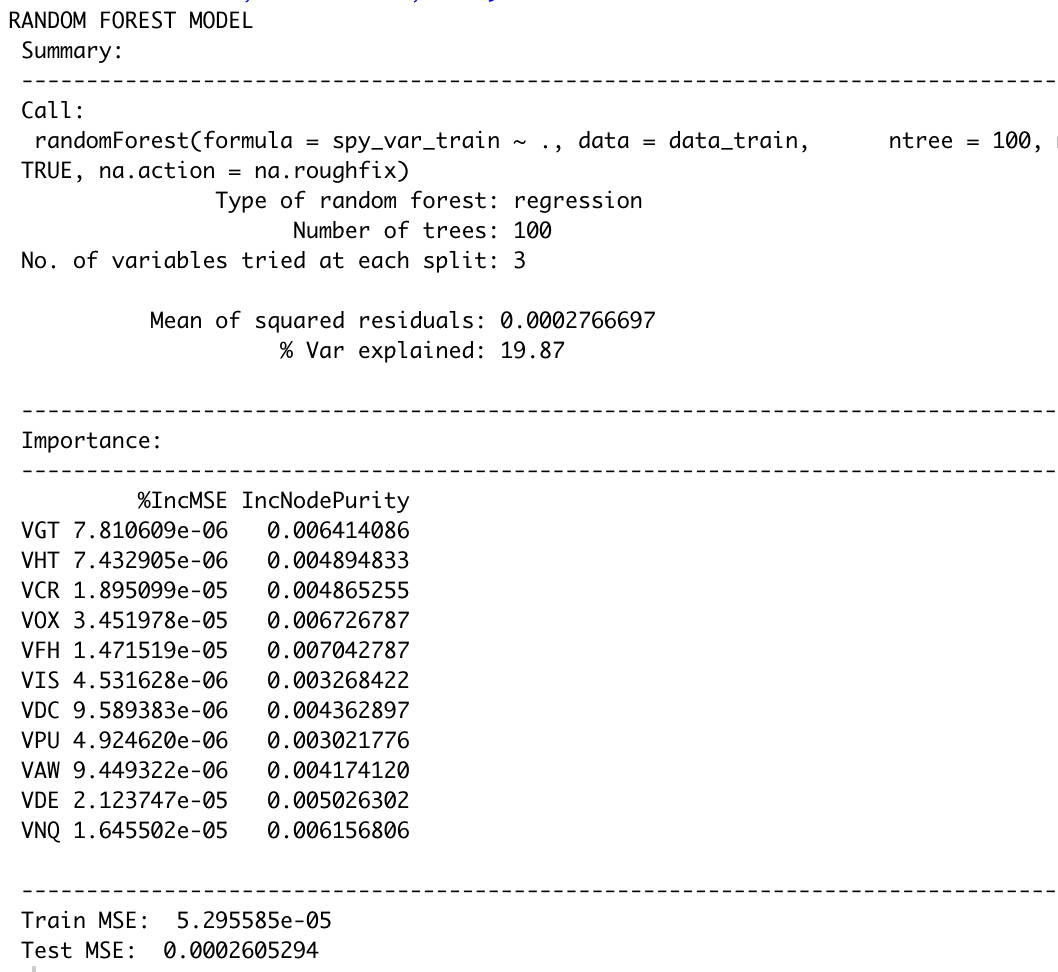 RANDOM FOREST MODEL
Summary:
--------------------------------------------------------------------------------
Call:
randomForest(formula = spy_var_train ~ ., data = data_train,      ntree = 100,
TRUE, na.action = na.roughfix)
Type of random forest: regression
Number of trees: 100
No. of variables tried at each split: 3
Mean of squared residuals: 0.0002766697
% Var explained: 19.87
--------------------------------------------------------------------------------
Importance:
--------------------------------------------------------------------------------
%IncMSE IncNodePurity
VGT 7.810609e-06   0.006414086
VHT 7.432905e-06   0.004894833
VCR 1.895099e-05   0.004865255
VOX 3.451978e-05   0.006726787
VFH 1.471519e-05   0.007042787
VIS 4.531628e-06   0.003268422
VDC 9.589383e-06   0.004362897
VPU 4.924620e-06   0.003021776
VAW 9.449322e-06   0.004174120
VDE 2.123747e-05   0.005026302
VNQ 1.645502e-05   0.006156806
--------------------------------------------------------------------------------
Train MSE:  5.295585e-05
Test MSE:  0.0002605294